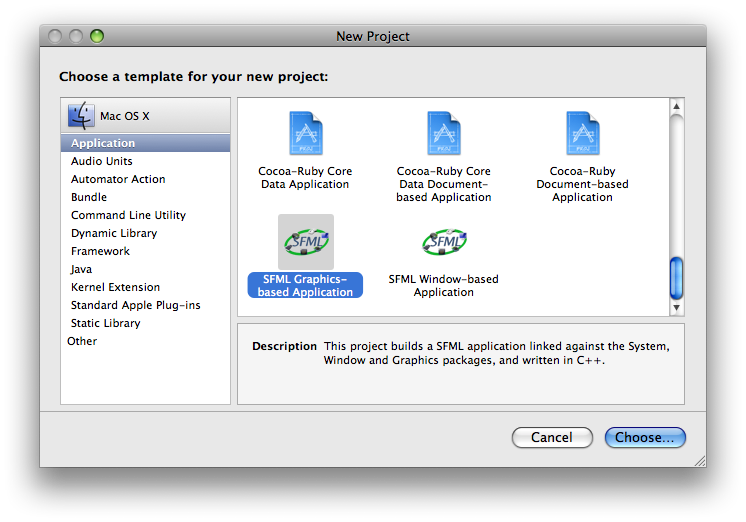 New Project
Choose a template for your new project:
Mac OS X
Application
Audio Units
Automator Action
Bundle
Command Line Utility
Dynamic Library
Framework
Java
Kernel Extension
Standard Apple Plug-ins
Static Library
Other
Cocoa-Ruby Core
Data Application
Cocoa-Ruby Core
Data Document-
based Application
Cocoa-Ruby
Document-based
Application
SFML
SFML Graphics-
based Application
SFML
SFML Window-based
Application
Description This project builds a SFML application linked against the System,
Window and Graphics packages, and written in C++.
Cancel
Choose...